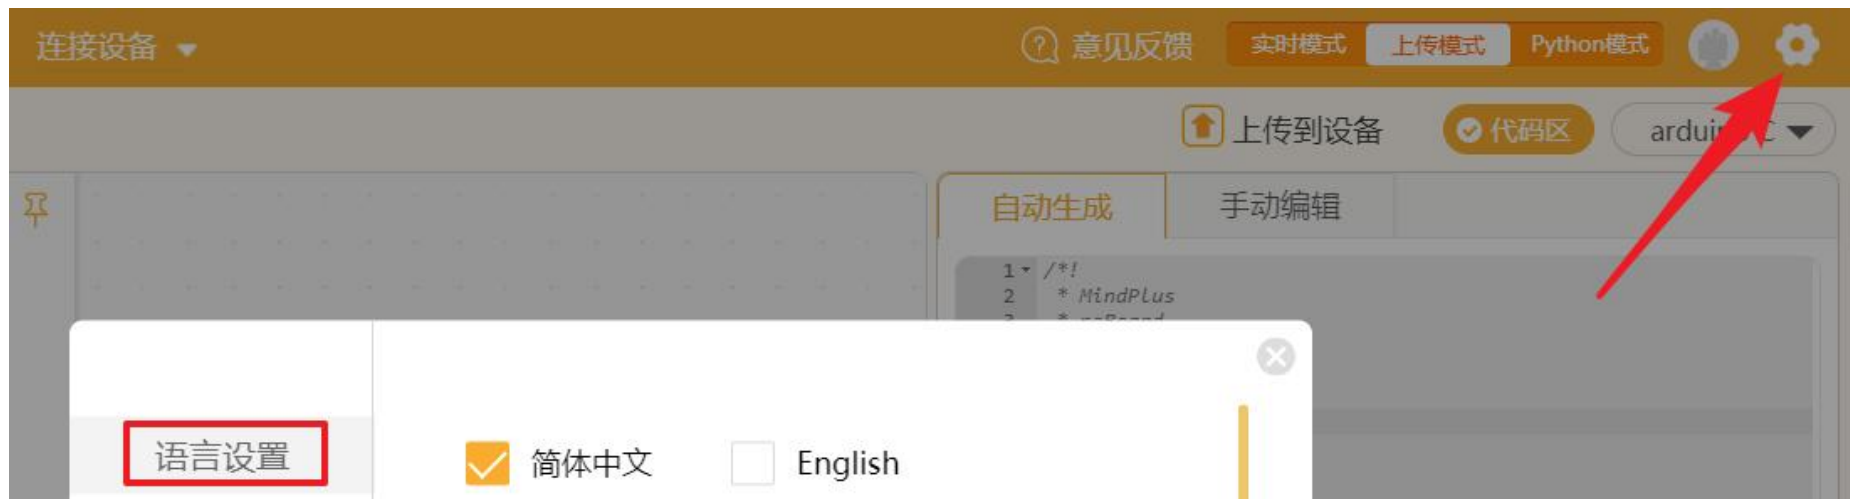 连接设备
意见反馈
实时模式
上传模式
Python模式
上传到设备
代码区
自动生成
手动编辑
1 /*!
2 * MindPlus
语言设置
简体中文
English